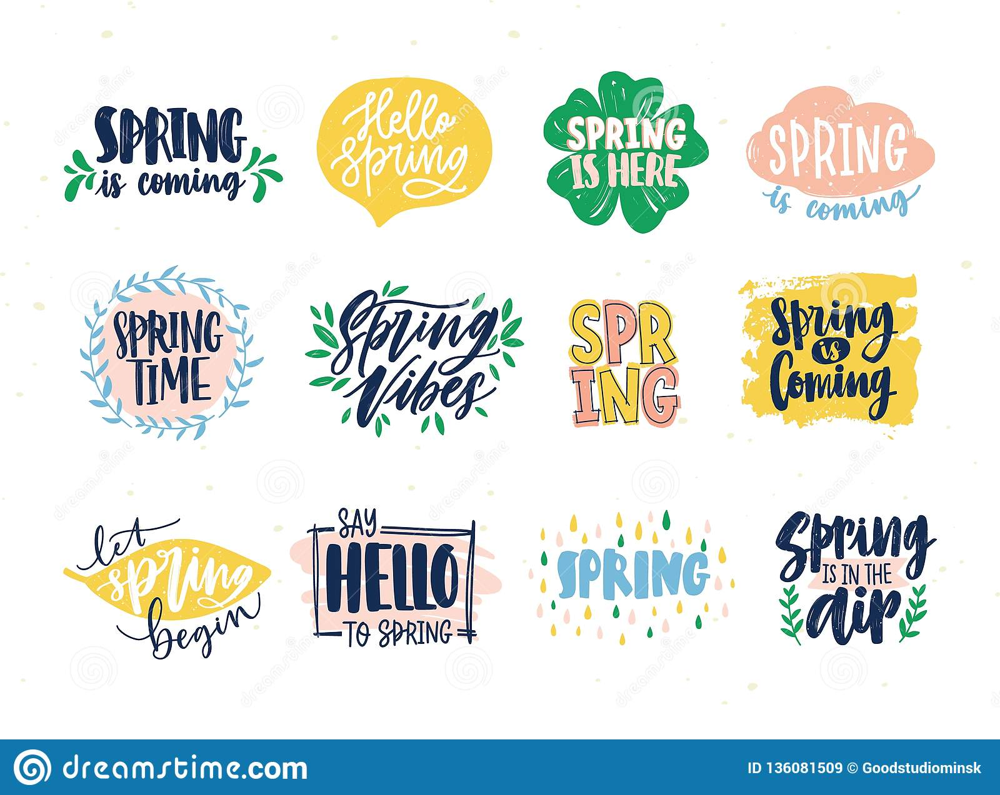 SPRING
is coming
Hello
Spring
SPRING
IS HERE
SPRING
is coming
SPRING
TIME
Spring
Vibes
SPR
ING
Spring
is
Coming
let
spring
begin
SAY
HELLO
TO SPRING
SPRING
Spring
IS IN THE
air
dreamstime.com
ID 136081509 © Goodstudiominsk